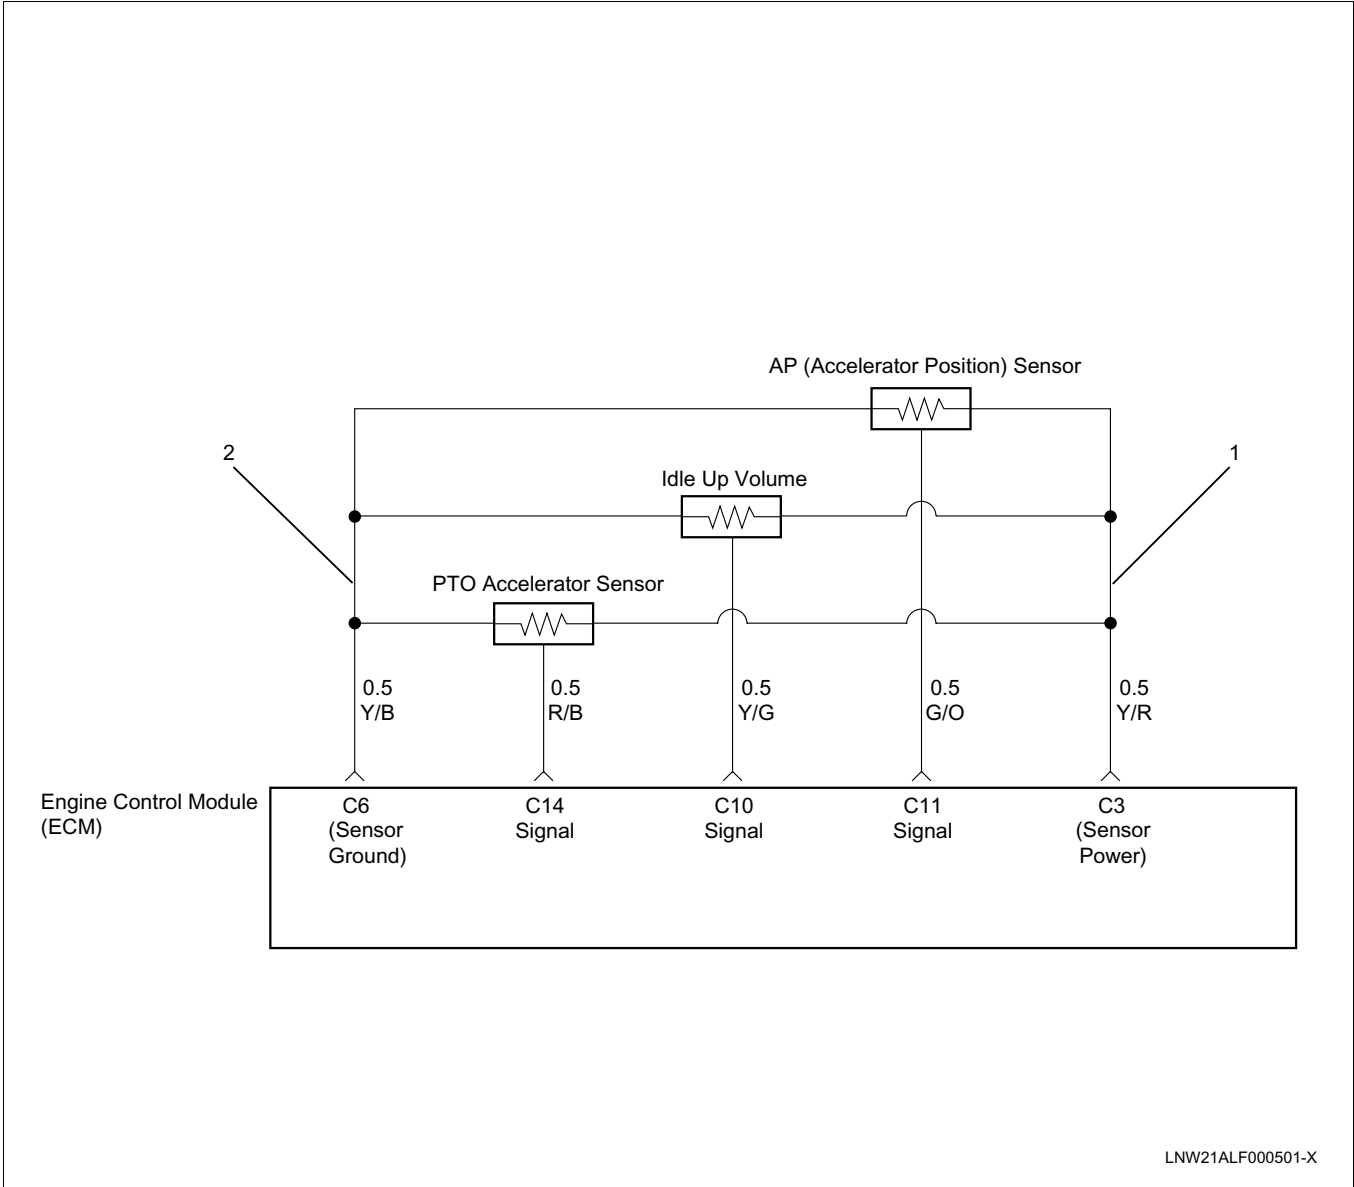 AP (Accelerator Position) Sensor
2
1
Idle Up Volume
PTO Accelerator Sensor
0.5
Y/B
0.5
R/B
0.5
Y/G
0.5
G/O
0.5
Y/R
Engine Control Module
(ECM)
C6
(Sensor
Ground)
C14
Signal
C10
Signal
C11
Signal
C3
(Sensor
Power)
LNW21ALF000501-X